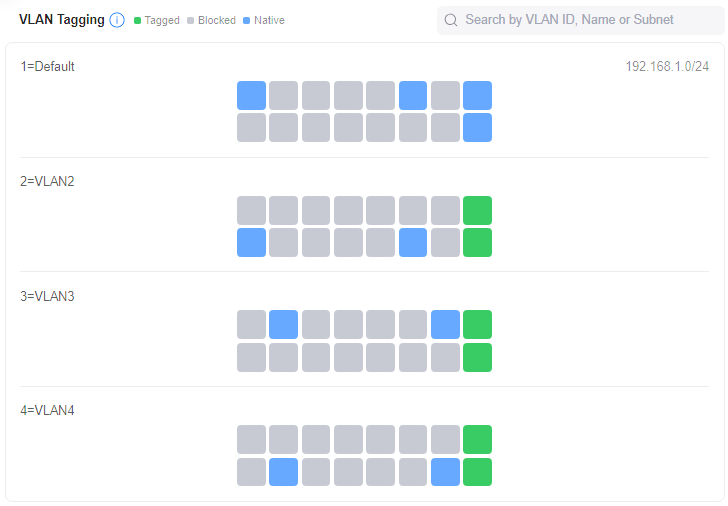 VLAN Tagging Tagged Blocked Native Search by VLAN ID, Name or Subnet
1=Default 192.168.1.0/24
2=VLAN2
3=VLAN3
4=VLAN4